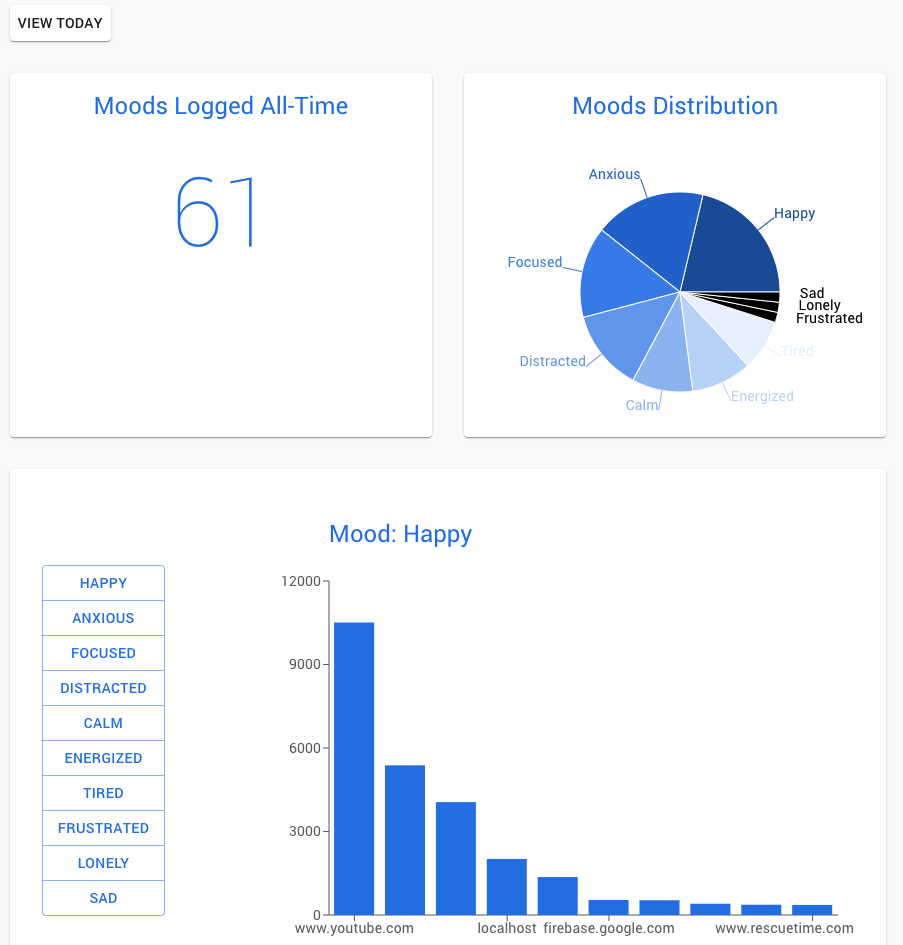 VIEW TODAY
Moods Logged All-Time
61
Moods Distribution
Anxious
Happy
Focused
Sad
Lonely
Frustrated
Tired
Distracted
Energized
Calm
Mood: Happy
HAPPY
ANXIOUS
FOCUSED
DISTRACTED
CALM
ENERGIZED
TIRED
FRUSTRATED
LONELY
SAD
12000
9000
6000
3000
0
www.youtube.com localhost firebase.google.com www.rescuetime.com